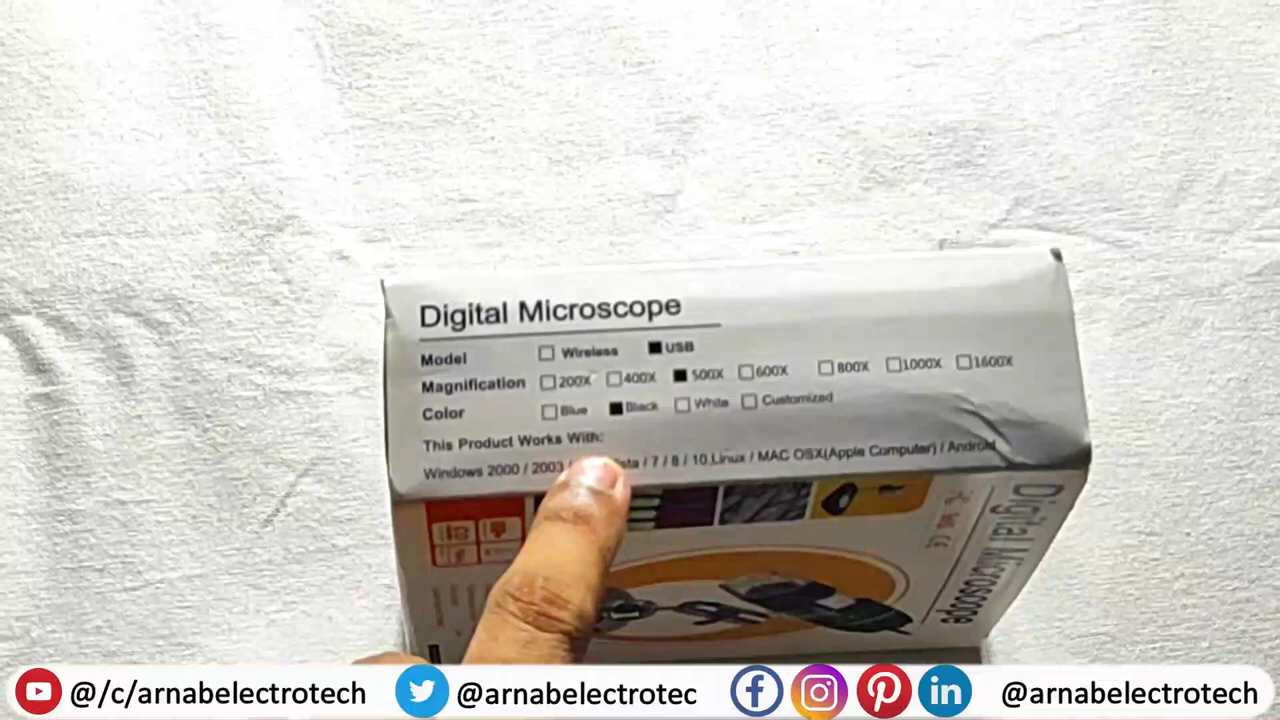 Digital Microscope
Model Wireless USB
Magnification 200X 400X 500X 600X 800X 1000X 1600X
Color Blue Black White Customized
This Product Works With:
Windows 2000 / 2003 / / 7 / 8 / 10,Linux / MAC OSX(Apple Computer) / Android
Digital Microscope
@/c/arnabelectrotech @arnabelectrotec @arnabelectrotech